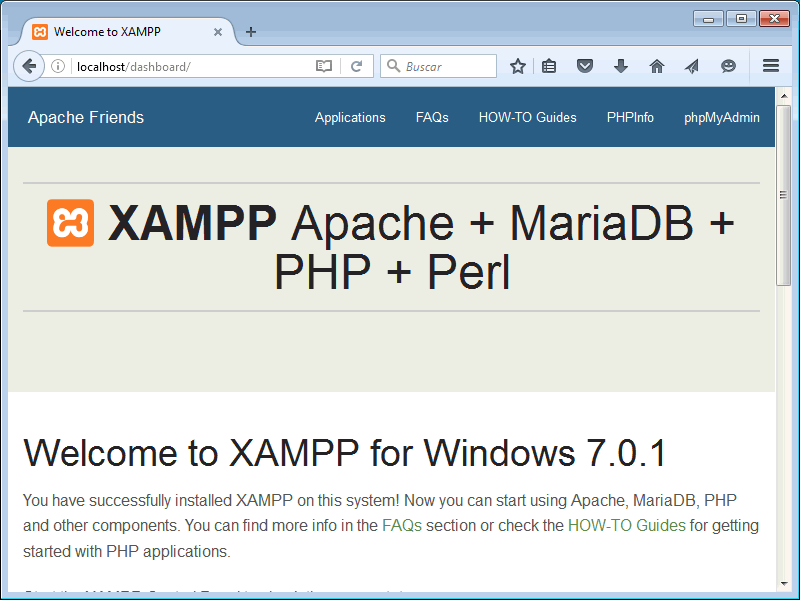 Welcome to XAMPP
localhost/dashboard/
Buscar
Apache Friends
Applications
FAQs
HOW-TO Guides
PHPInfo
phpMyAdmin
XAMPP Apache + MariaDB +
PHP + Perl
Welcome to XAMPP for Windows 7.0.1
You have successfully installed XAMPP on this system! Now you can start using Apache, MariaDB, PHP
and other components. You can find more info in the FAQs section or check the HOW-TO Guides for getting
started with PHP applications.